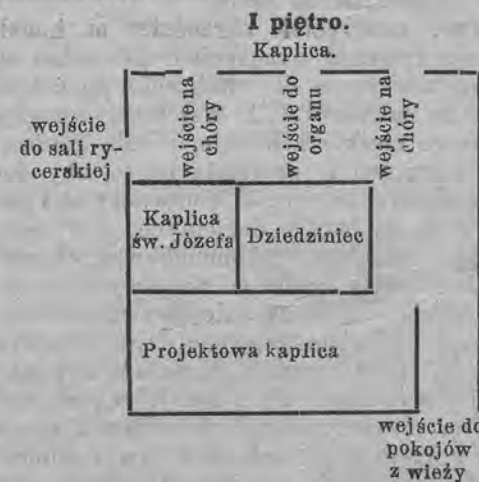 I piętro.
Kaplica.
wejście
do sali ry-
cerskiej
wejście na
chóry
wejście do
organu
wejście na
chóry
Kaplica
św. Jòzefa
Dziedziniec
Projektowa kaplica
wejście do
pokojów
z wieży